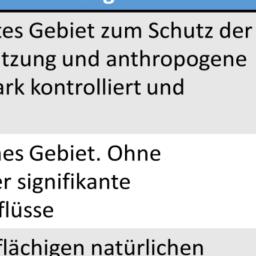 tes Gebiet zum Schutz der
tzung und anthropogene
ark kontrolliert und
nes Gebiet. Ohne
er signifikante
flüsse
flächigen natürlichen